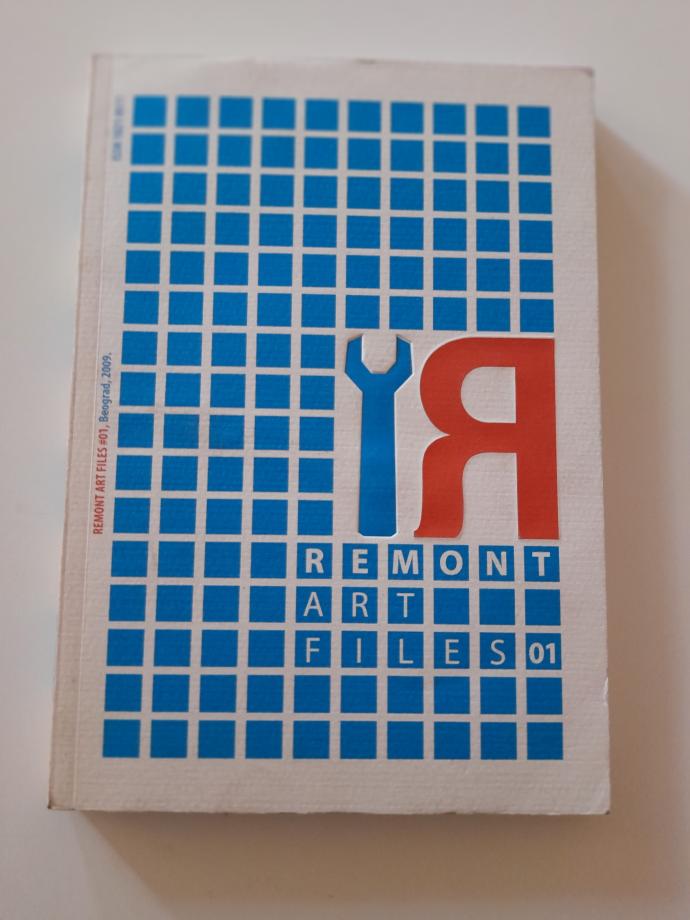 REMONT ART FILES #01, Beograd, 2009.
Я
REMONT
ART
FILES 01